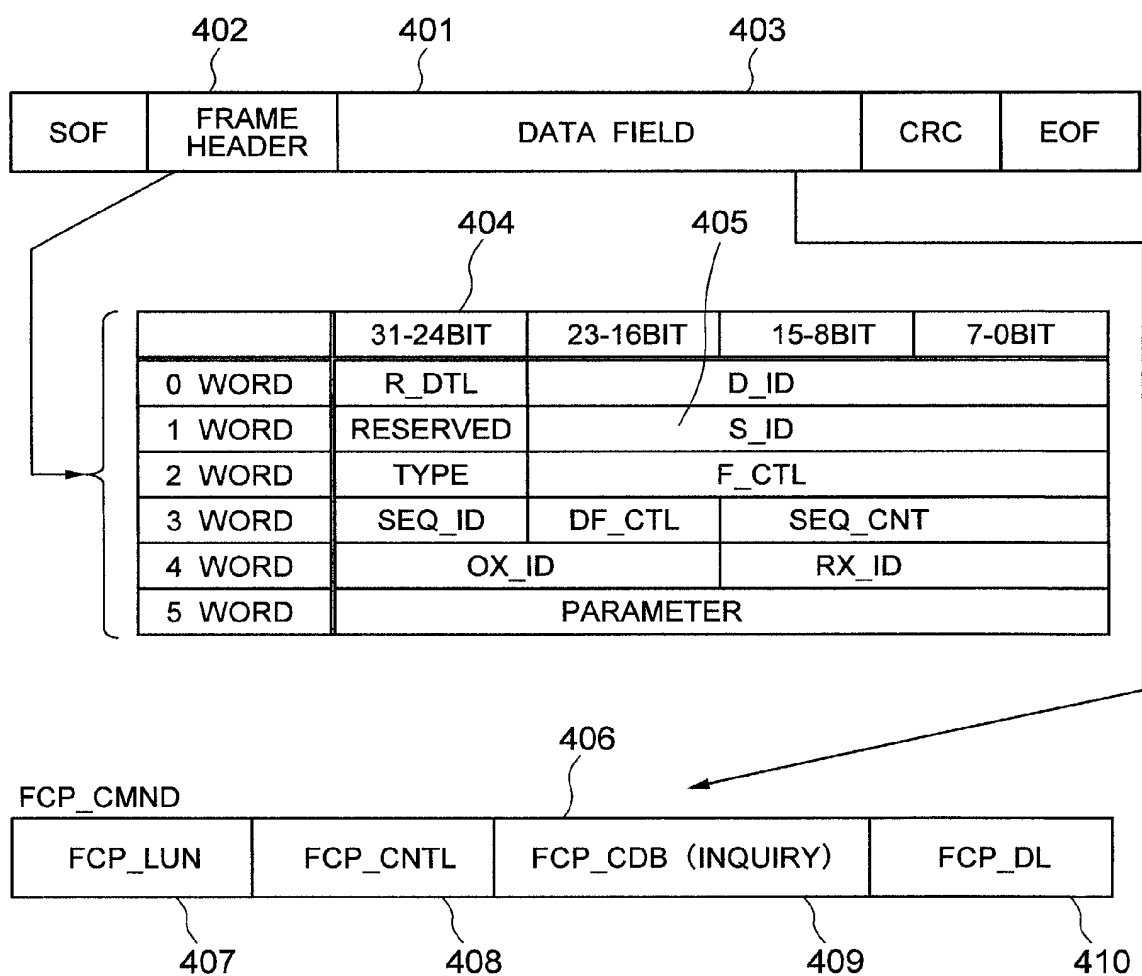 402 401 403
SOF FRAME HEADER DATA FIELD CRC EOF
404 405
31-24BIT 23-16BIT 15-8BIT 7-0BIT
0 WORD R_DTL D_ID
1 WORD RESERVED S_ID
2 WORD TYPE F_CTL
3 WORD SEQ_ID DF_CTL SEQ_CNT
4 WORD OX_ID RX_ID
5 WORD PARAMETER
406
FCP_CMND
FCP_LUN FCP_CNTL FCP_CDB (INQUIRY) FCP_DL
407 408 409 410